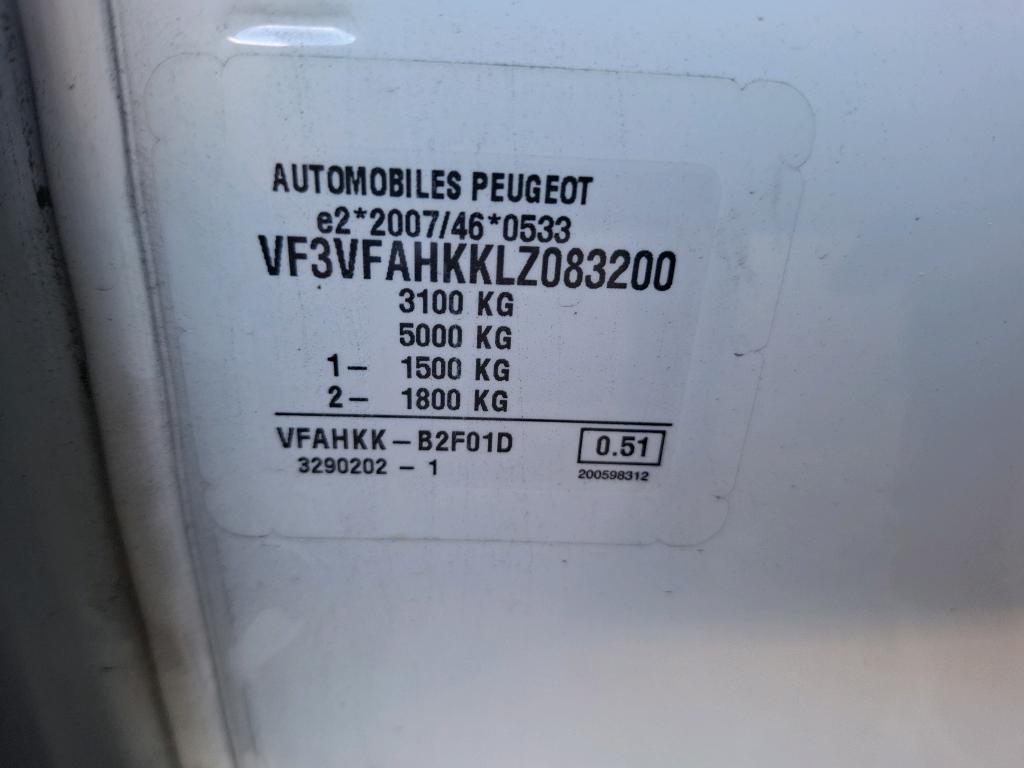 AUTOMOBILES PEUGEOT
e2*2007/46*0533
VF3VFAHKKLZ083200
3100 KG
5000 KG
1- 1500 KG
2- 1800 KG
VFAHKK-B2F01D 0.51
3290202-1 200598312